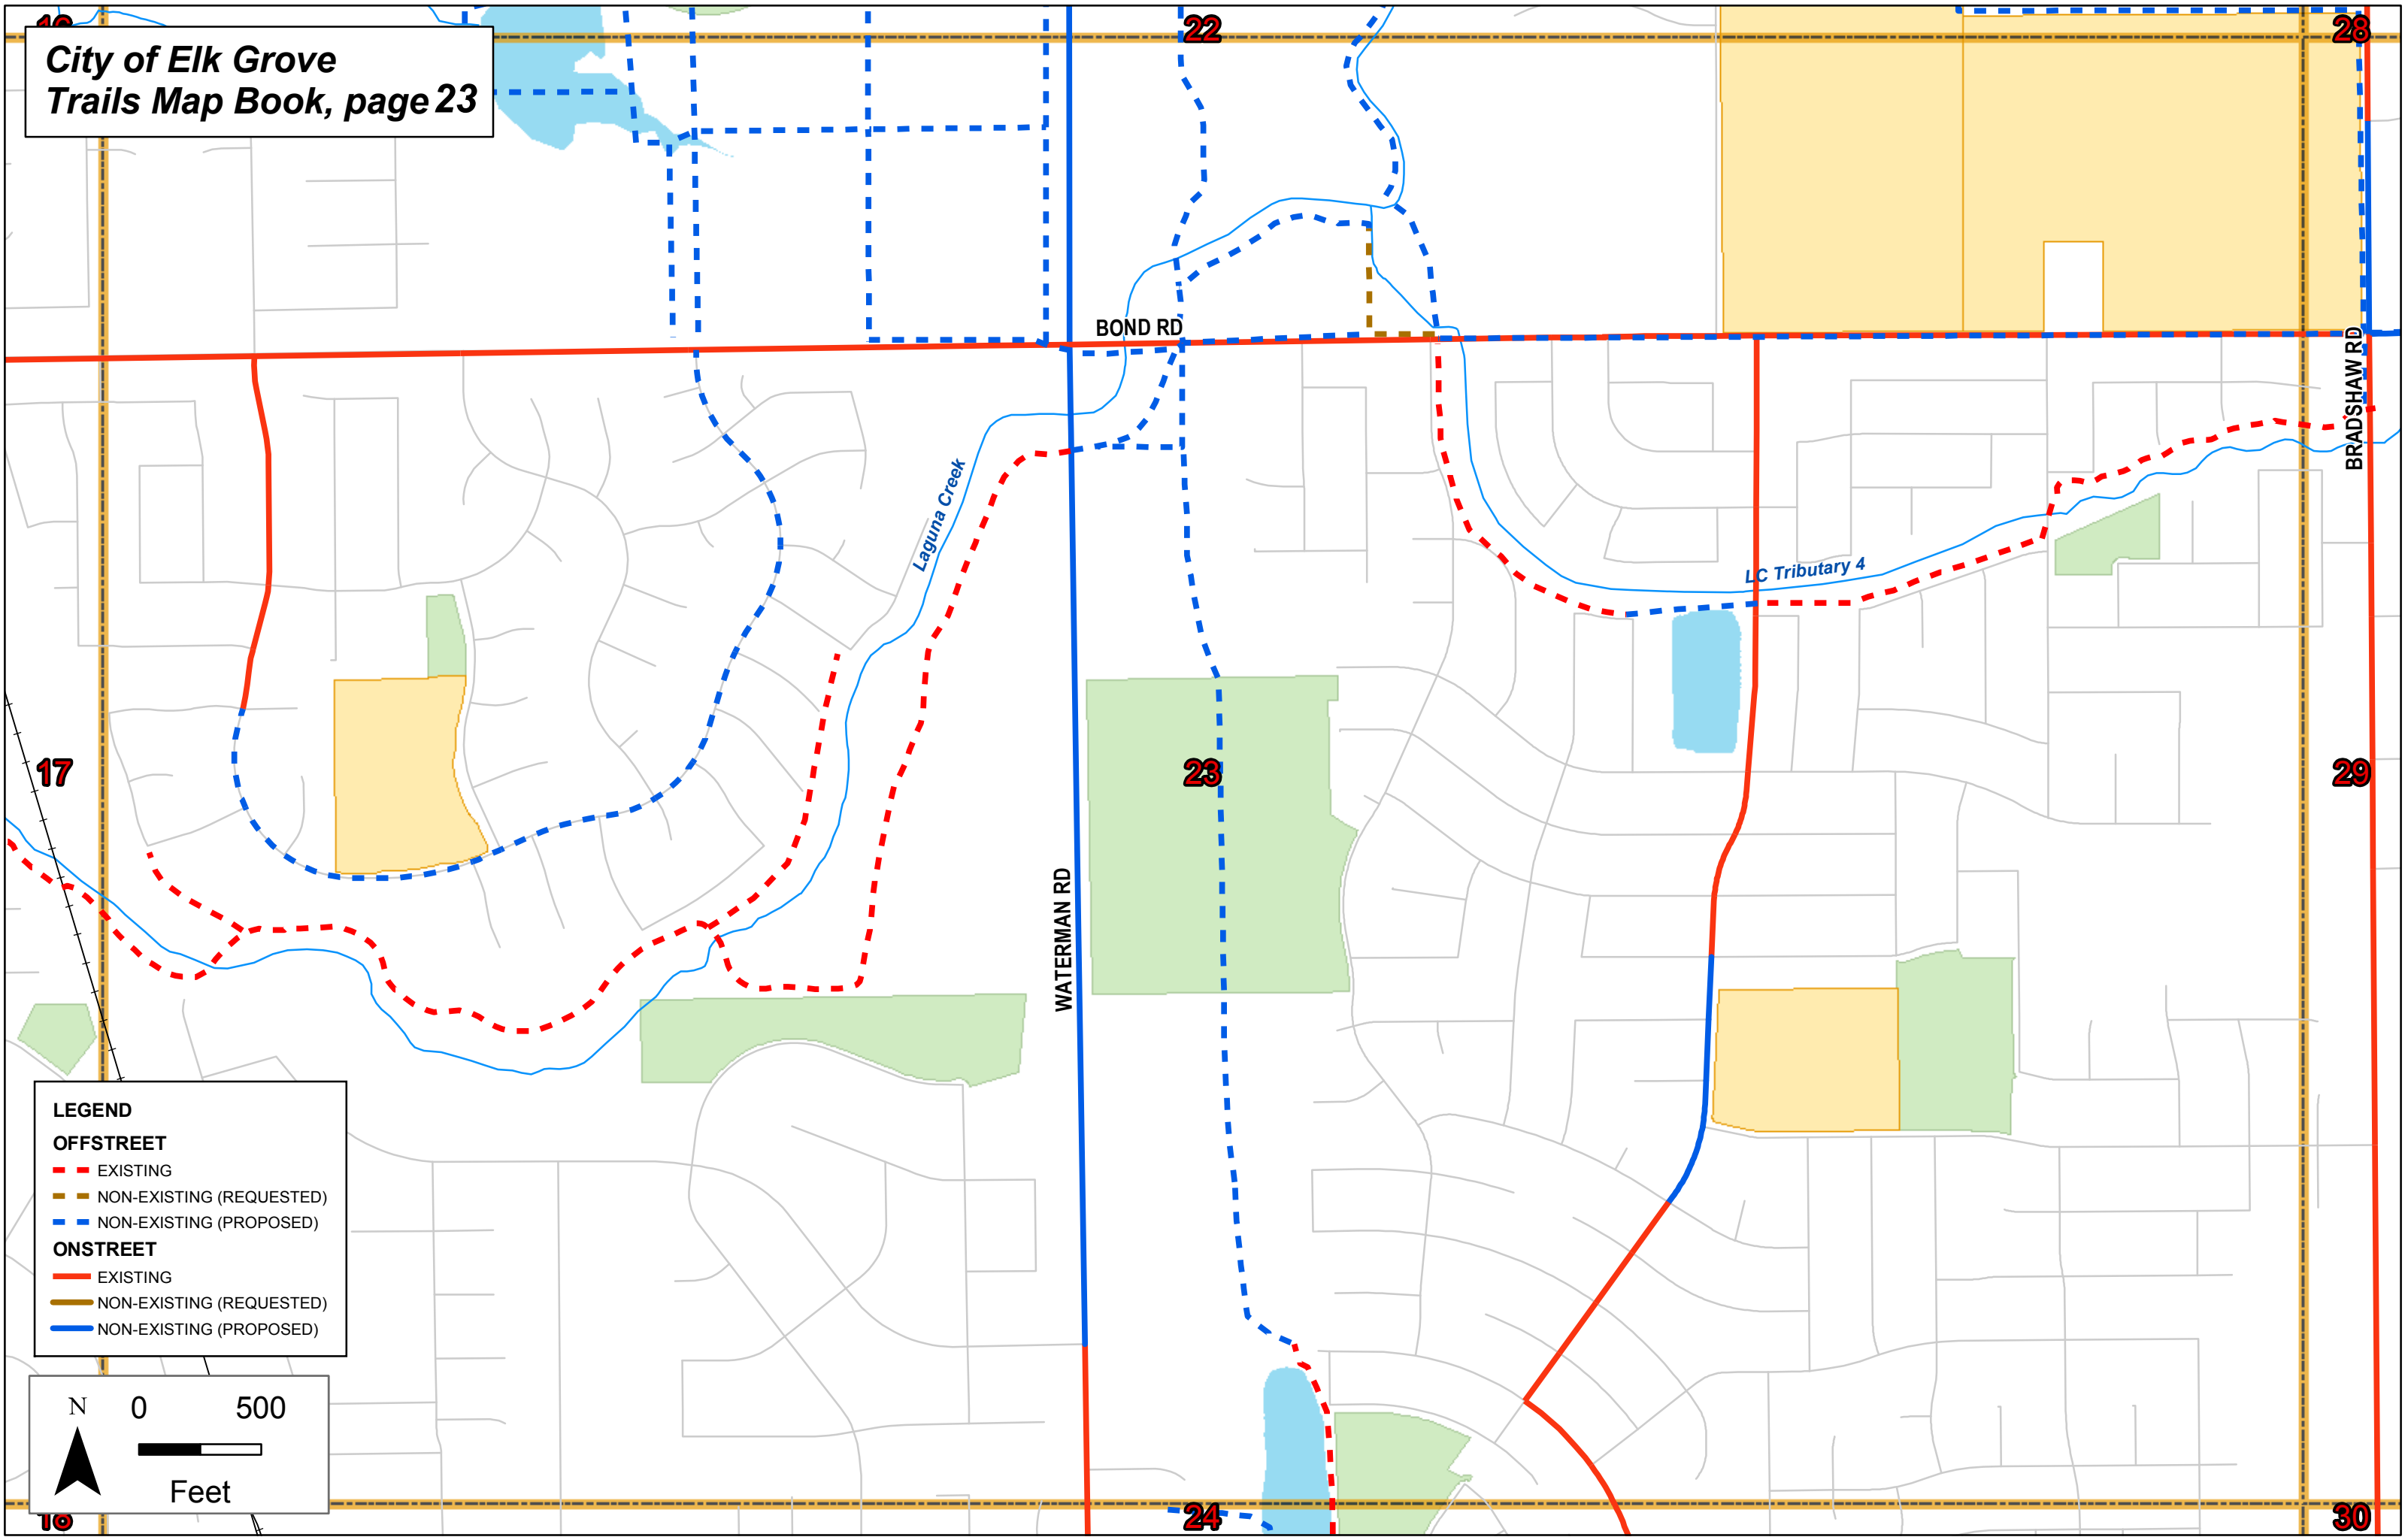 16
22
28
City of Elk Grove
Trails Map Book, page 23
BOND RD
BRADSHAW RD
Laguna Creek
LC Tributary 4
17
23
29
WATERMAN RD
LEGEND
OFFSTREET
EXISTING
NON-EXISTING (REQUESTED)
NON-EXISTING (PROPOSED)
ONSTREET
EXISTING
NON-EXISTING (REQUESTED)
NON-EXISTING (PROPOSED)
N 0 500
Feet
18
24
30